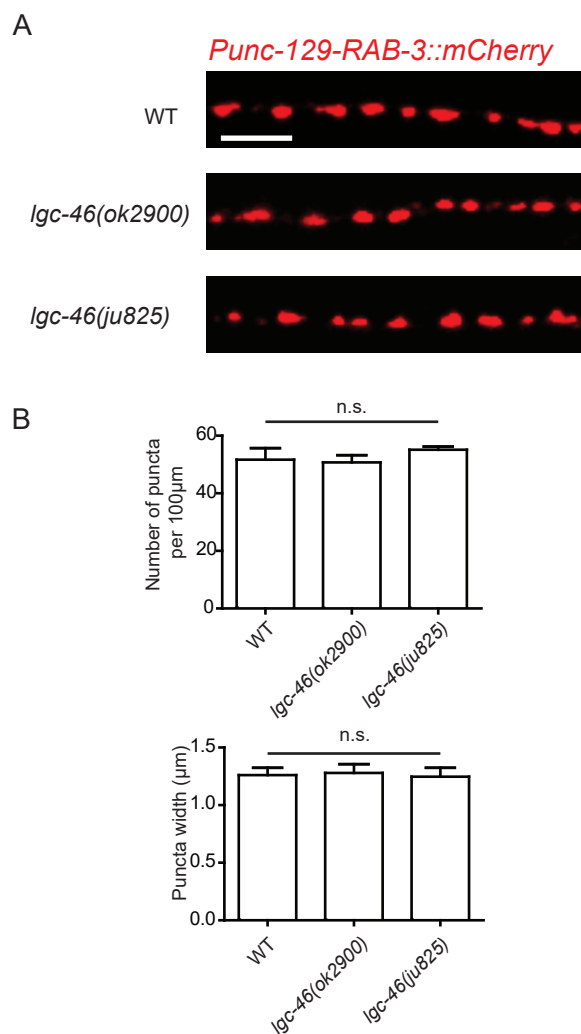 A
Punc-129-RAB-3::mCherry
WT
lgc-46(ok2900)
lgc-46(ju825)
B
n.s.
Number of puncta
per 100µm
60
40
20
0
WT
lgc-46(ok2900)
lgc-46(ju825)
n.s.
Puncta width (µm)
1.5
1.0
0.5
0.0
WT
lgc-46(ok2900)
lgc-46(ju825)